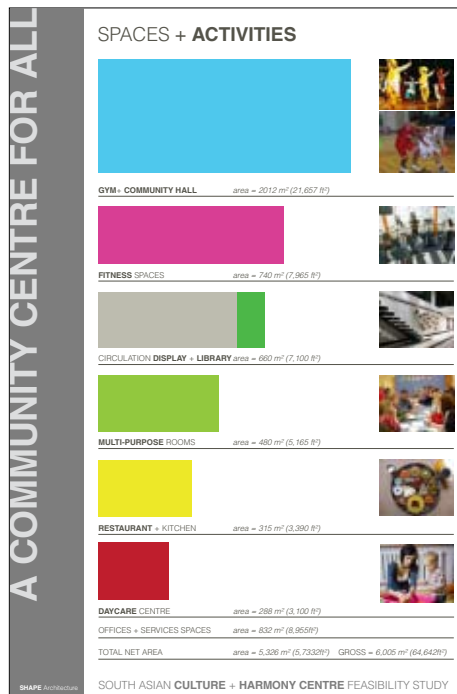 A COMMUNITY CENTRE FOR ALL
SPACES + ACTIVITIES
GYM+ COMMUNITY HALL area = 2012 m² (21,657 ft²)
FITNESS SPACES area = 740 m² (7,965 ft²)
CIRCULATION DISPLAY + LIBRARY area = 660 m² (7,100 ft²)
MULTI-PURPOSE ROOMS area = 480 m² (5,165 ft²)
RESTAURANT + KITCHEN area = 315 m² (3,390 ft²)
DAYCARE CENTRE area = 288 m² (3,100 ft²)
OFFICES + SERVICES SPACES area = 832 m² (8,955ft²)
TOTAL NET AREA area = 5,326 m² (5,7332ft²) GROSS = 6,005 m² (64,642ft²)
SHAPE Architecture
SOUTH ASIAN CULTURE + HARMONY CENTRE FEASIBILITY STUDY